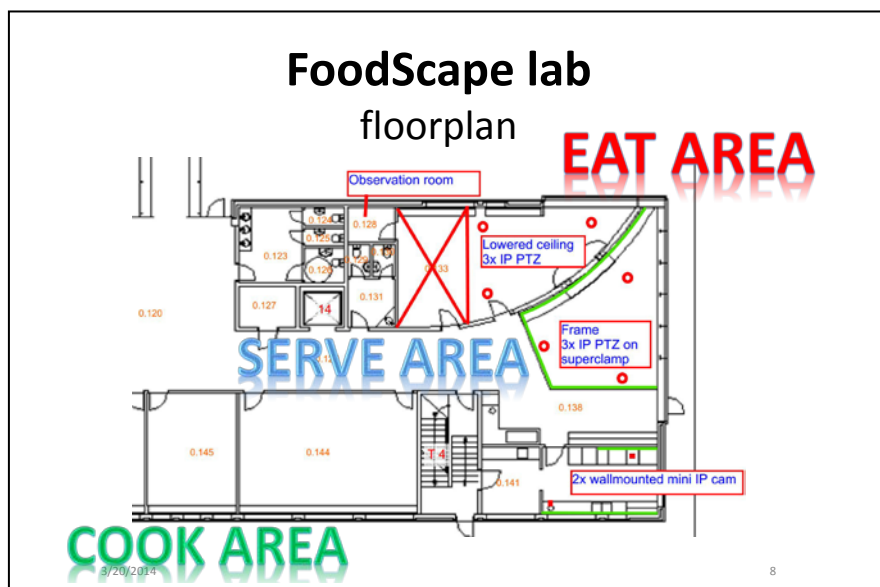 FoodScape lab
floorplan
EAT AREA
Observation room
0.124
0.128
0.125
Lowered ceiling
3x IP PTZ
0.123
0.126
0.133
0.127
14
0.131
0.120
Frame
3x IP PTZ on
superclamp
SERVE AREA
0.138
0.145
0.144
T 4
0.141
2x wallmounted mini IP cam
COOK AREA
3/20/2014
8